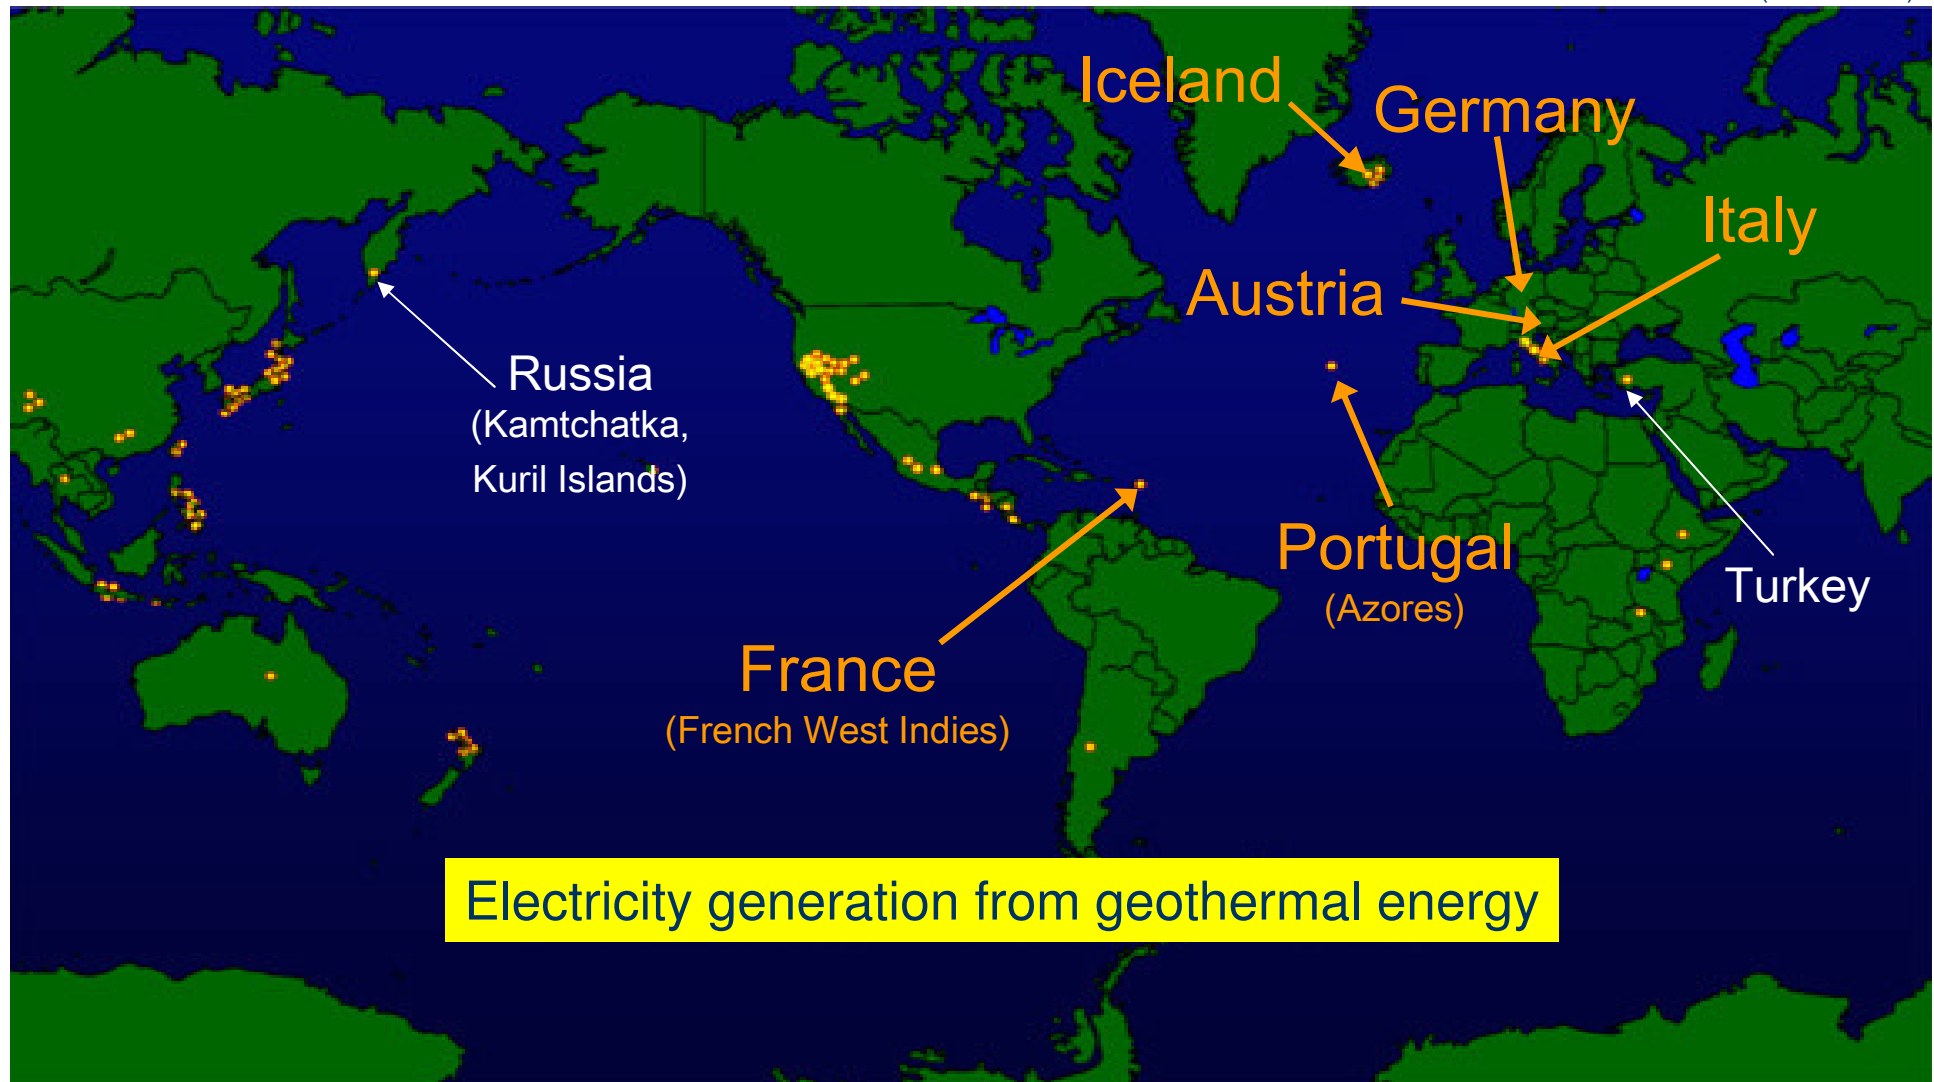 Iceland
Germany
Italy
Austria
Russia
(Kamtchatka,
Kuril Islands)
Portugal
(Azores)
Turkey
France
(French West Indies)
Electricity generation from geothermal energy